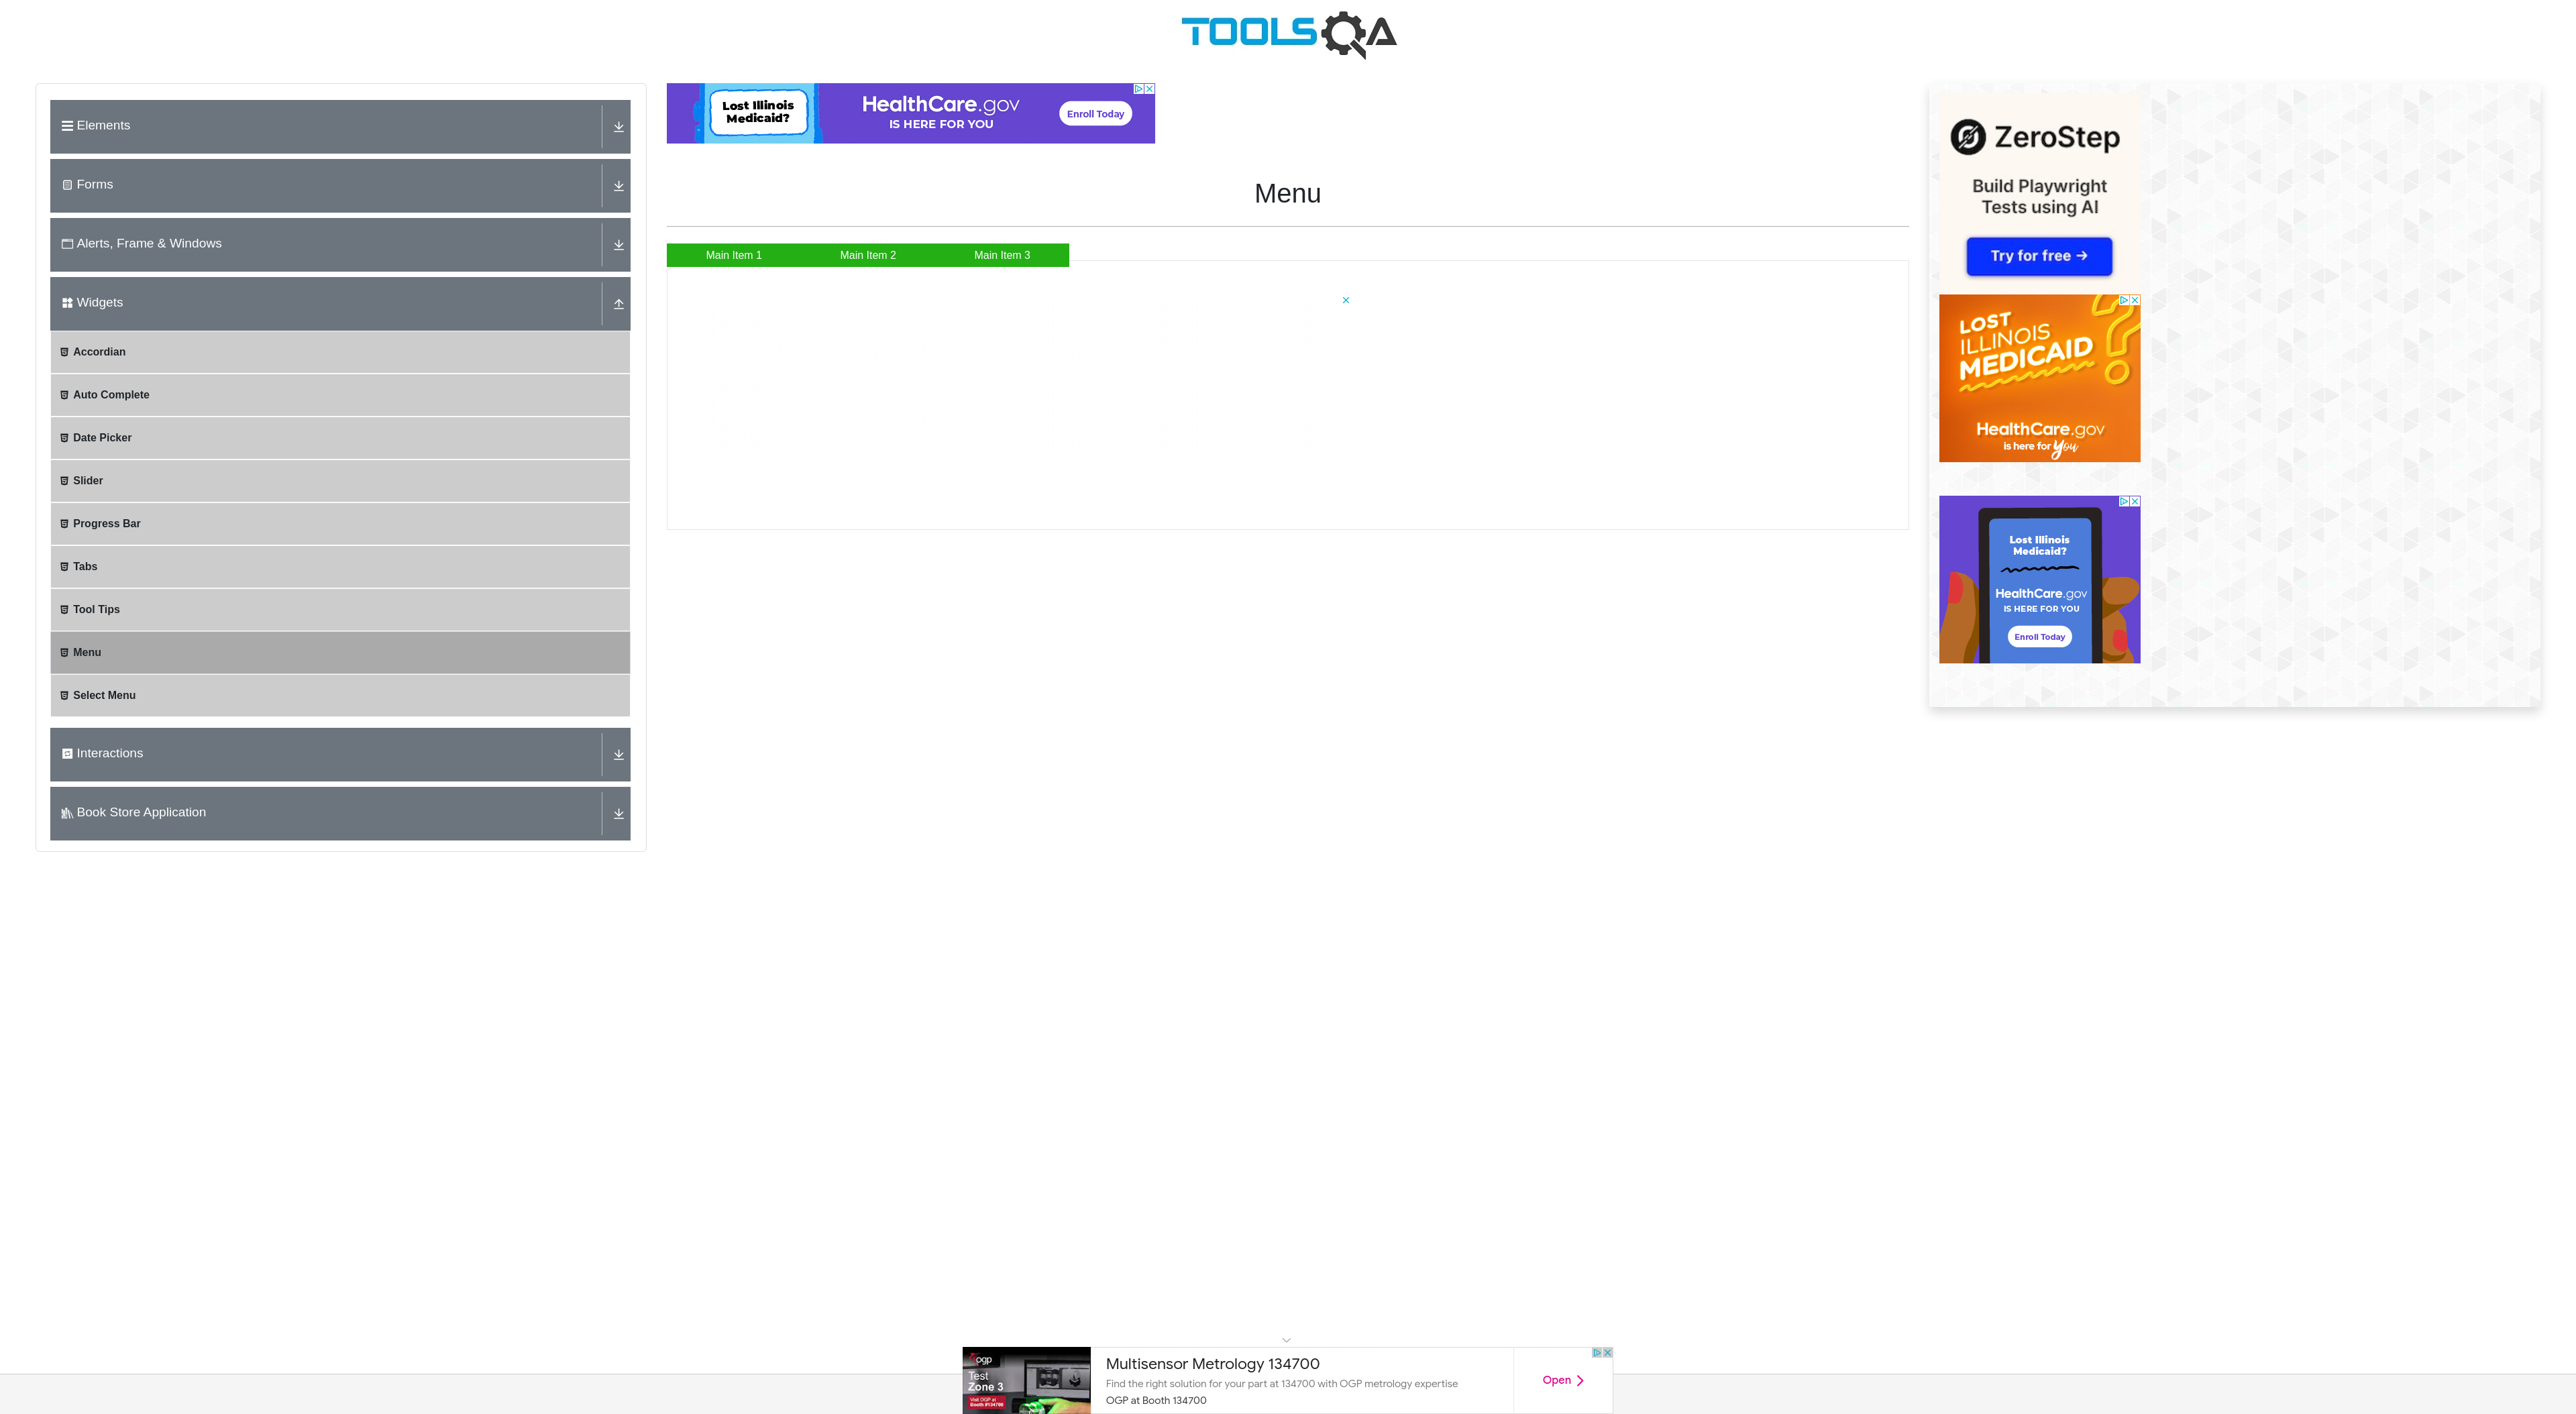 TOOLSQA
Elements
Forms
Alerts, Frame & Windows
Widgets
Accordian
Auto Complete
Date Picker
Slider
Progress Bar
Tabs
Tool Tips
Menu
Select Menu
Interactions
Book Store Application
Lost Illinois
Medicaid?
HealthCare.gov
IS HERE FOR YOU
Enroll Today
Menu
Main Item 1
Main Item 2
Main Item 3
ZeroStep
Build Playwright
Tests using AI
Try for free →
LOST
ILLINOIS
MEDICAID
?
HealthCare.gov
is here for you
Lost Illinois
Medicaid?
HealthCare.gov
IS HERE FOR YOU
Enroll Today
ogp
Test
Zone 3
Visit OGP at
Booth #134700
Multisensor Metrology 134700
Find the right solution for your part at 134700 with OGP metrology expertise
OGP at Booth 134700
Open